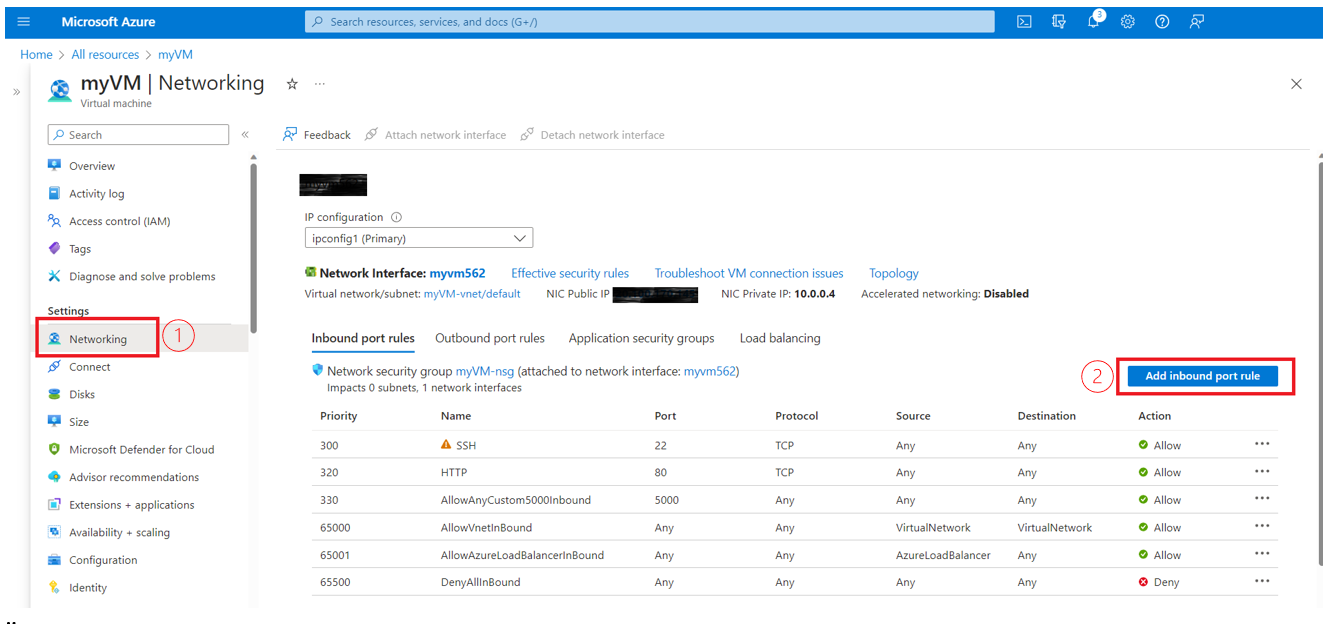 Microsoft Azure
Search resources, services, and docs (G+/)
3
Home > All resources > myVM
myVM | Networking
Virtual machine
Search
Feedback Attach network interface Detach network interface
Overview
Activity log
Access control (IAM)
Tags
Diagnose and solve problems
Settings
Networking
1
Connect
Disks
Size
Microsoft Defender for Cloud
Advisor recommendations
Extensions + applications
Availability + scaling
Configuration
Identity
IP configuration
ipconfig1 (Primary)
Network Interface: myvm562 Effective security rules Troubleshoot VM connection issues Topology
Virtual network/subnet: myVM-vnet/default NIC Public IP NIC Private IP: 10.0.0.4 Accelerated networking: Disabled
Inbound port rules Outbound port rules Application security groups Load balancing
Network security group myVM-nsg (attached to network interface: myvm562)
Impacts 0 subnets, 1 network interfaces
2
Add inbound port rule
Priority Name Port Protocol Source Destination Action
300 SSH 22 TCP Any Any Allow
320 HTTP 80 TCP Any Any Allow
330 AllowAnyCustom5000Inbound 5000 Any Any Any Allow
65000 AllowVnetInBound Any Any VirtualNetwork VirtualNetwork Allow
65001 AllowAzureLoadBalancerInBound Any Any AzureLoadBalancer Any Allow
65500 DenyAllInBound Any Any Any Any Deny